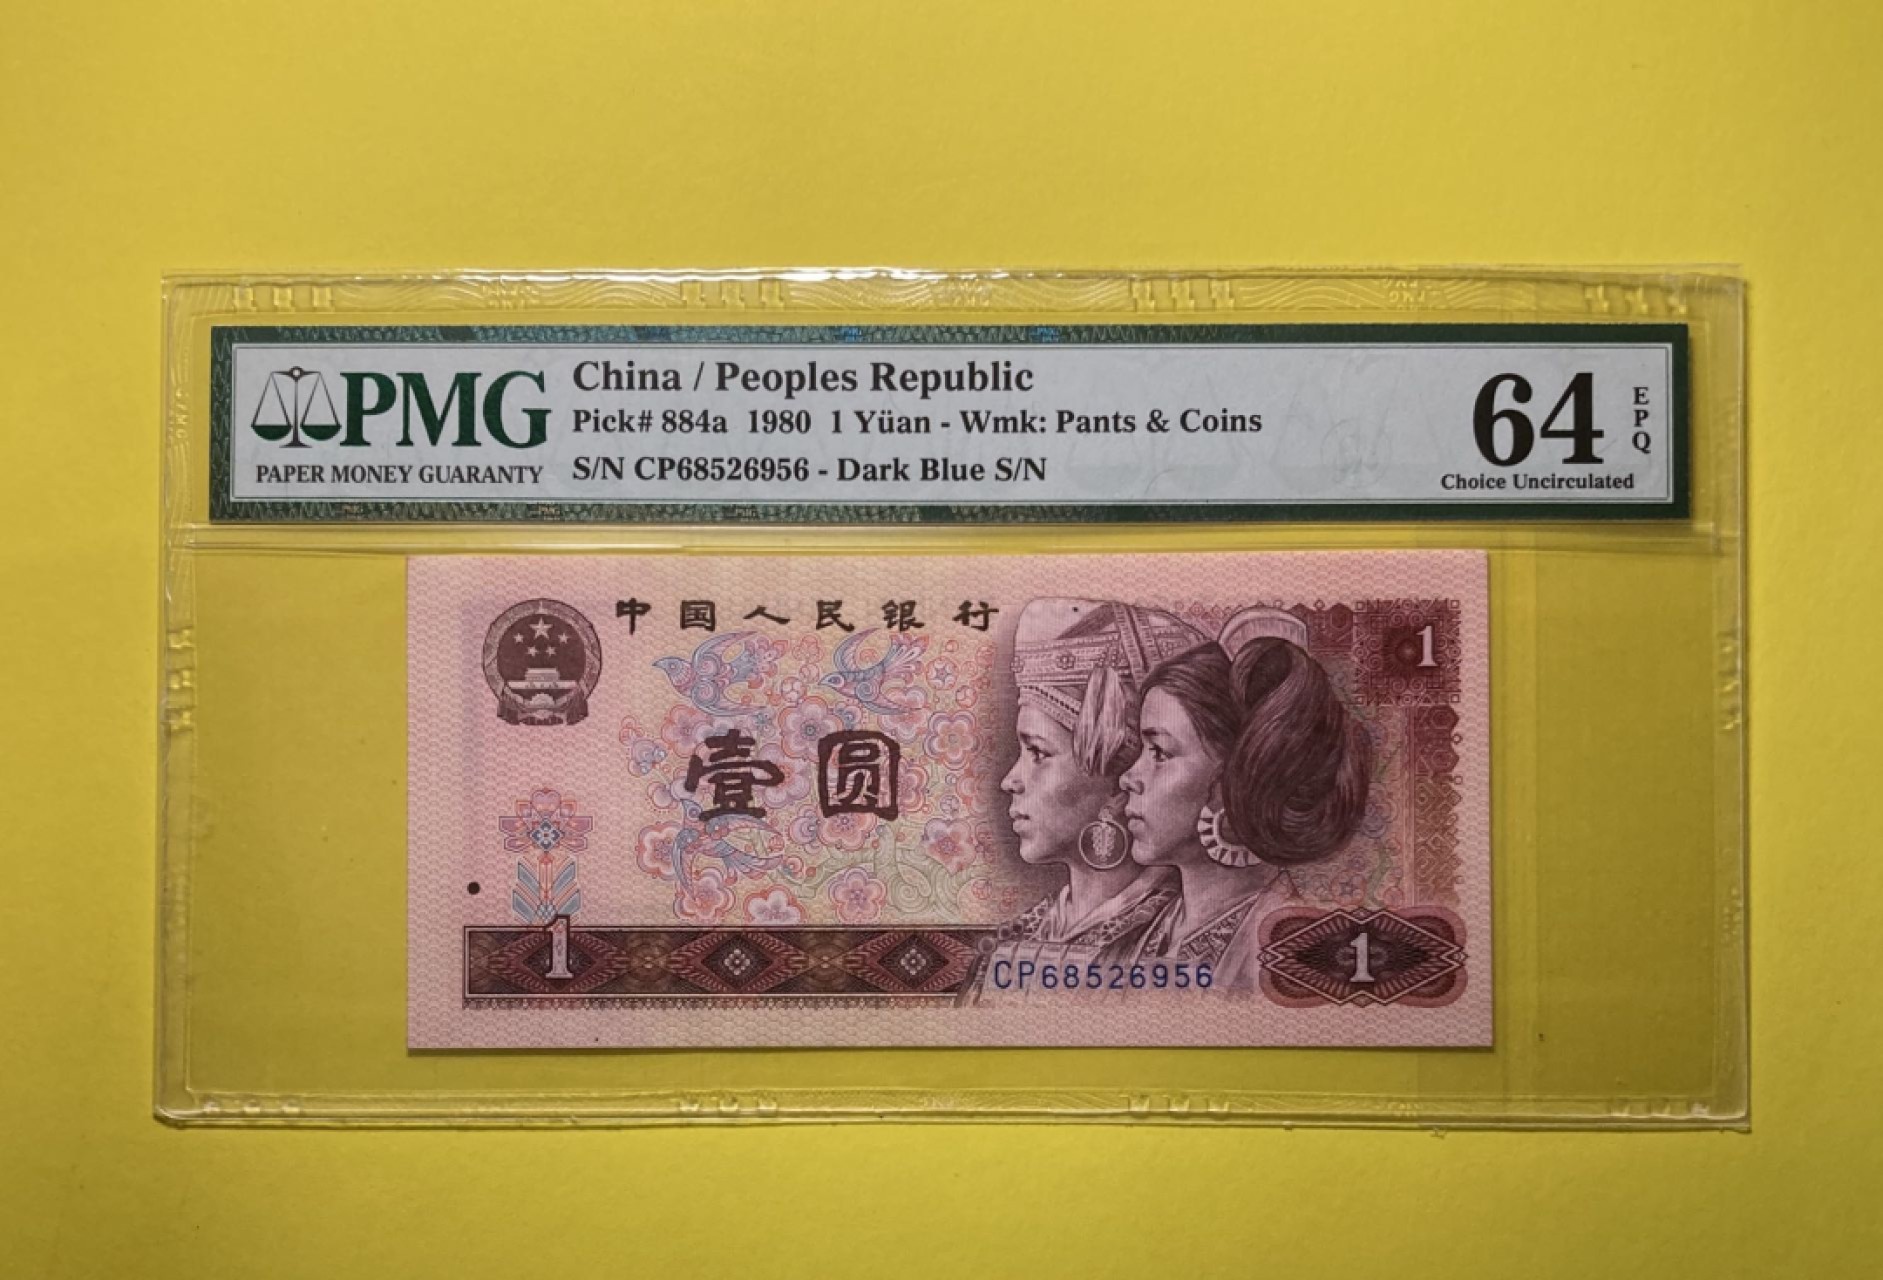 PMG
PAPER MONEY GUARANTY
China / Peoples Republic
Pick# 884a 1980 1 Yüan - Wmk: Pants & Coins
S/N CP68526956 - Dark Blue S/N
64 EPQ
Choice Uncirculated
中国人民银行
1
壹圆
1
CP68526956
1